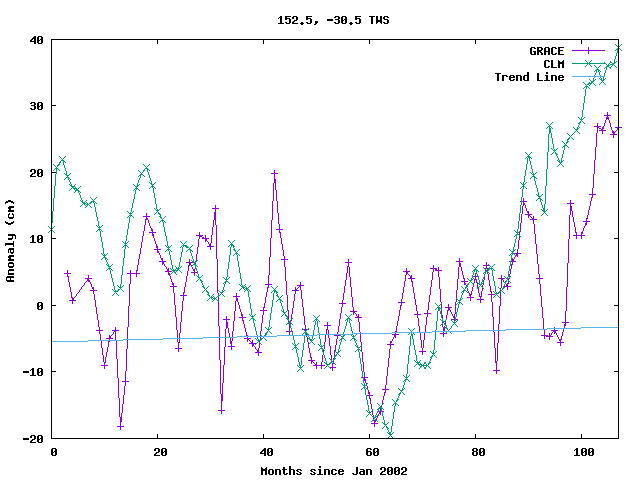 152.5, -30.5 TWS
GRACE
CLM
Trend Line
40
30
20
10
0
-10
-20
Anomaly (cm)
0 20 40 60 80 100
Months since Jan 2002